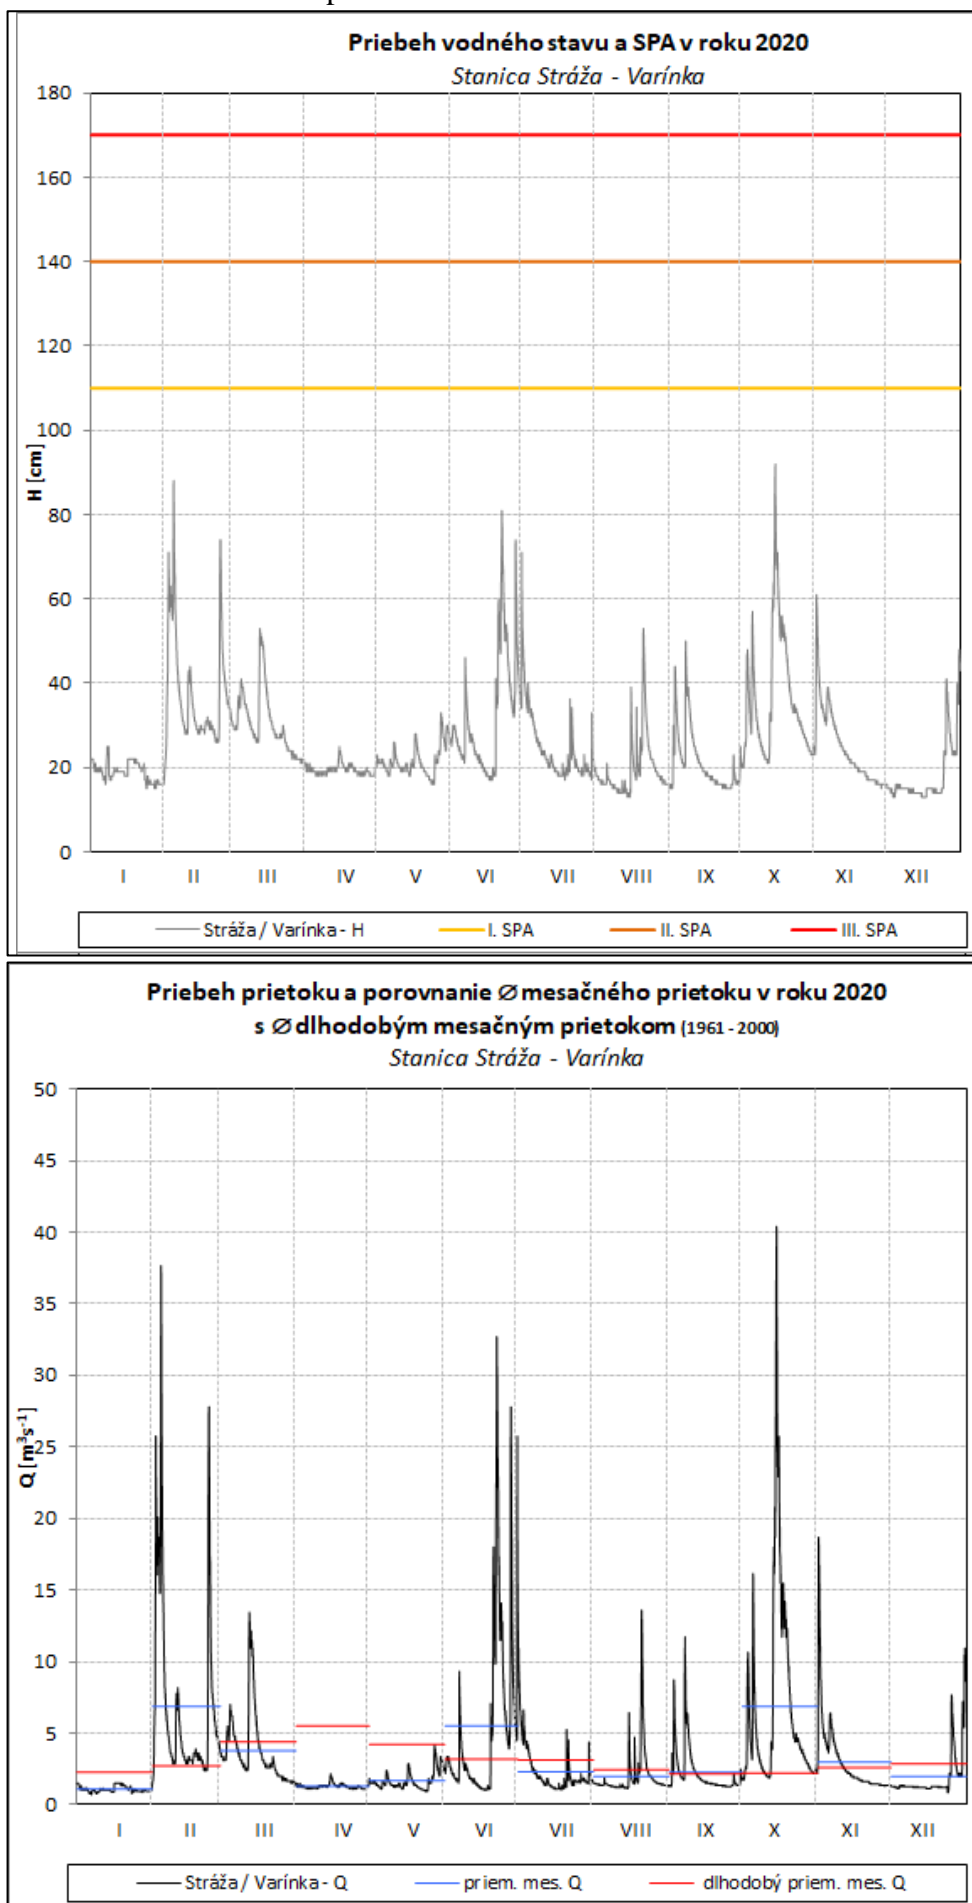 Priebeh vodného stavu a SPA v roku 2020
Stanica Stráža - Varínka
180
160
140
120
100
80
60
40
20
0
H [cm]
I II III IV V VI VII VIII IX X XI XII
Stráža / Varínka - H I. SPA II. SPA III. SPA
Priebeh prietoku a porovnanie ∅ mesačného prietoku v roku 2020
s ∅ dlhodobým mesačným prietokom (1961 - 2000)
Stanica Stráža - Varínka
50
45
40
35
30
25
20
15
10
5
0
Q [m³s⁻¹]
I II III IV V VI VII VIII IX X XI XII
Stráža / Varínka - Q priem. mes. Q dlhodobý priem. mes. Q